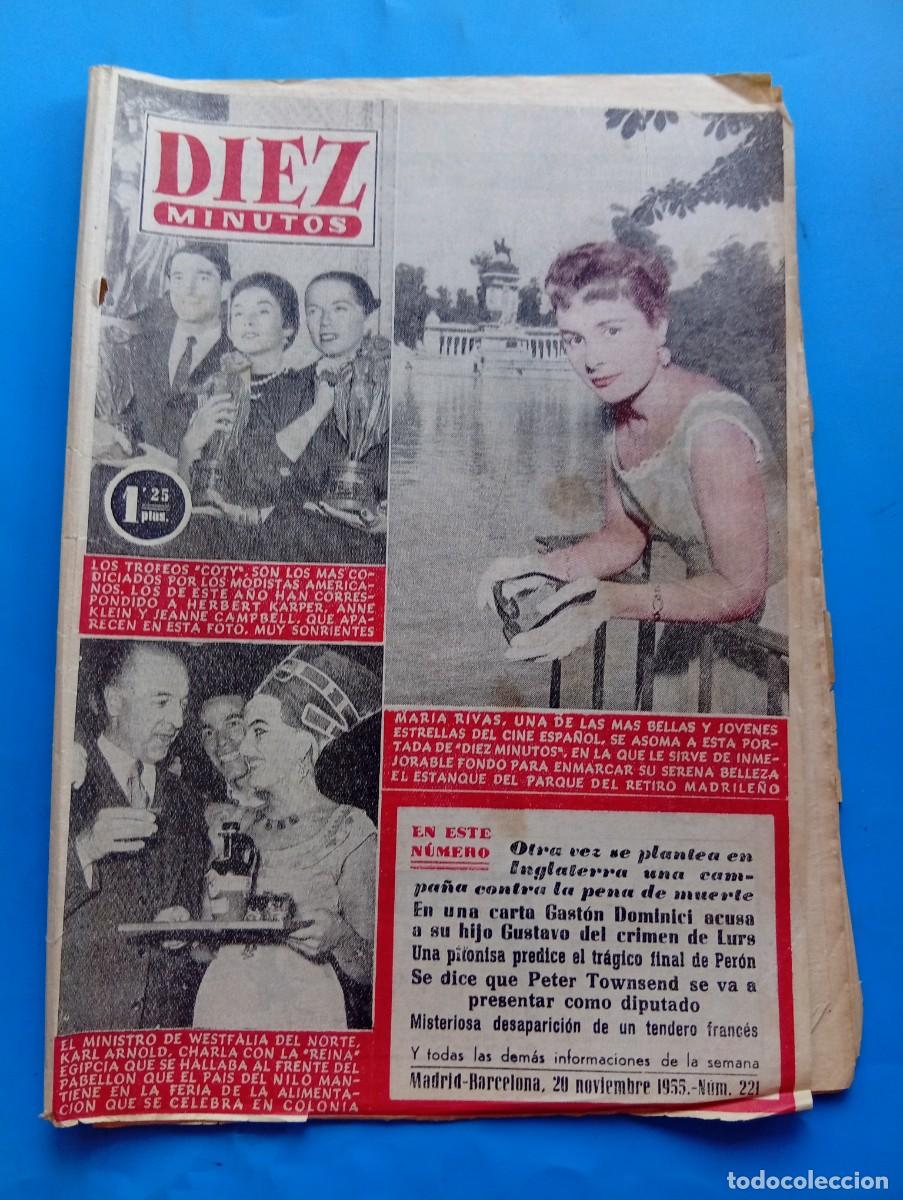 DIEZ
MINUTOS
1'25
ptas.
LOS TROFEOS "COTY", SON LOS MAS CO-
DICIADOS POR LOS MODISTAS AMERICA-
NOS. LOS DE ESTE AÑO HAN CORRES-
PONDIDO A HERBERT KARPER, ANNE
KLEIN Y JEANNE CAMPBELL, QUE APA-
RECEN EN ESTA FOTO, MUY SONRIENTES
MARIA RIVAS, UNA DE LAS MAS BELLAS Y JOVENES
ESTRELLAS DEL CINE ESPAÑOL, SE ASOMA A ESTA POR-
TADA DE "DIEZ MINUTOS", EN LA QUE LE SIRVE DE INME-
JORABLE FONDO PARA ENMARCAR SU SERENA BELLEZA
EL ESTANQUE DEL PARQUE DEL RETIRO MADRILEÑO
EL MINISTRO DE WESTFALIA DEL NORTE,
KARL ARNOLD, CHARLA CON LA "REINA"
EGIPCIA QUE SE HALLABA AL FRENTE DEL
PABELLON QUE EL PAIS DEL NILO MAN-
TIENE EN LA FERIA DE LA ALIMENTA-
CION QUE SE CELEBRA EN COLONIA
EN ESTE
NÚMERO
Otra vez se plantea en
Inglaterra una cam-
paña contra la pena de muerte
En una carta Gastón Dominici acusa
a su hijo Gustavo del crimen de Lurs
Una pitonisa predice el trágico final de Perón
Se dice que Peter Townsend se va a
presentar como diputado
Misteriosa desaparición de un tendero francés
Y todas las demás informaciones de la semana
Madrid-Barcelona, 20 noviembre 1955.-Núm. 221
todocoleccion